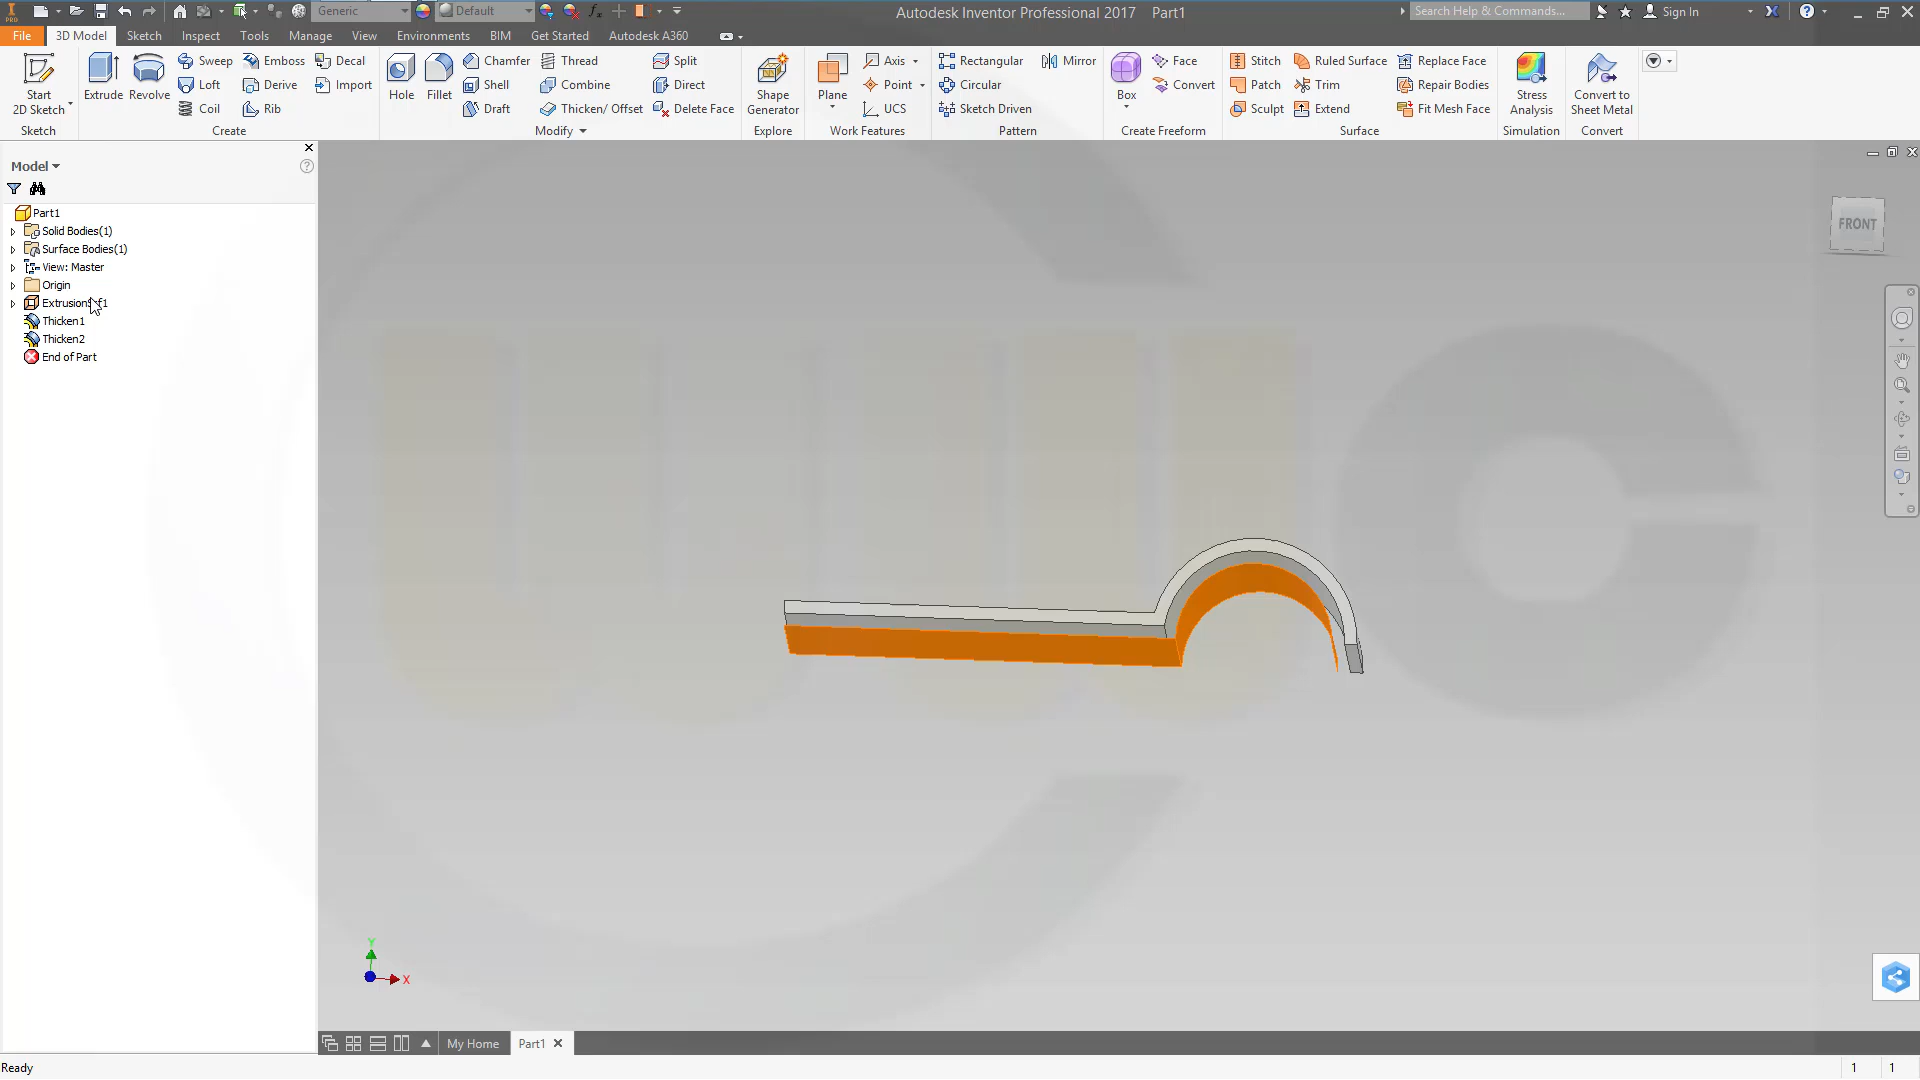 Generic Default Autodesk Inventor Professional 2017 Part1 Search Help & Commands... Sign In
File 3D Model Sketch Inspect Tools Manage View Environments BIM Get Started Autodesk A360
Sweep Emboss Decal Chamfer Thread Split Axis Rectangular Mirror Face Stitch Ruled Surface Replace Face
Start 2D Sketch Extrude Revolve Loft Derive Import Hole Fillet Shell Combine Direct Shape Generator Plane Point Circular Box Convert Patch Trim Repair Bodies Stress Analysis Convert to Sheet Metal
Coil Rib Draft Thicken/ Offset Delete Face UCS Sketch Driven Sculpt Extend Fit Mesh Face
Sketch Create Modify Explore Work Features Pattern Create Freeform Surface Simulation Convert
Model
Part1
Solid Bodies(1)
Surface Bodies(1)
View: Master
Origin
Thicken1
Thicken2
End of Part
FRONT
Y
X
My Home Part1
Ready 1 1